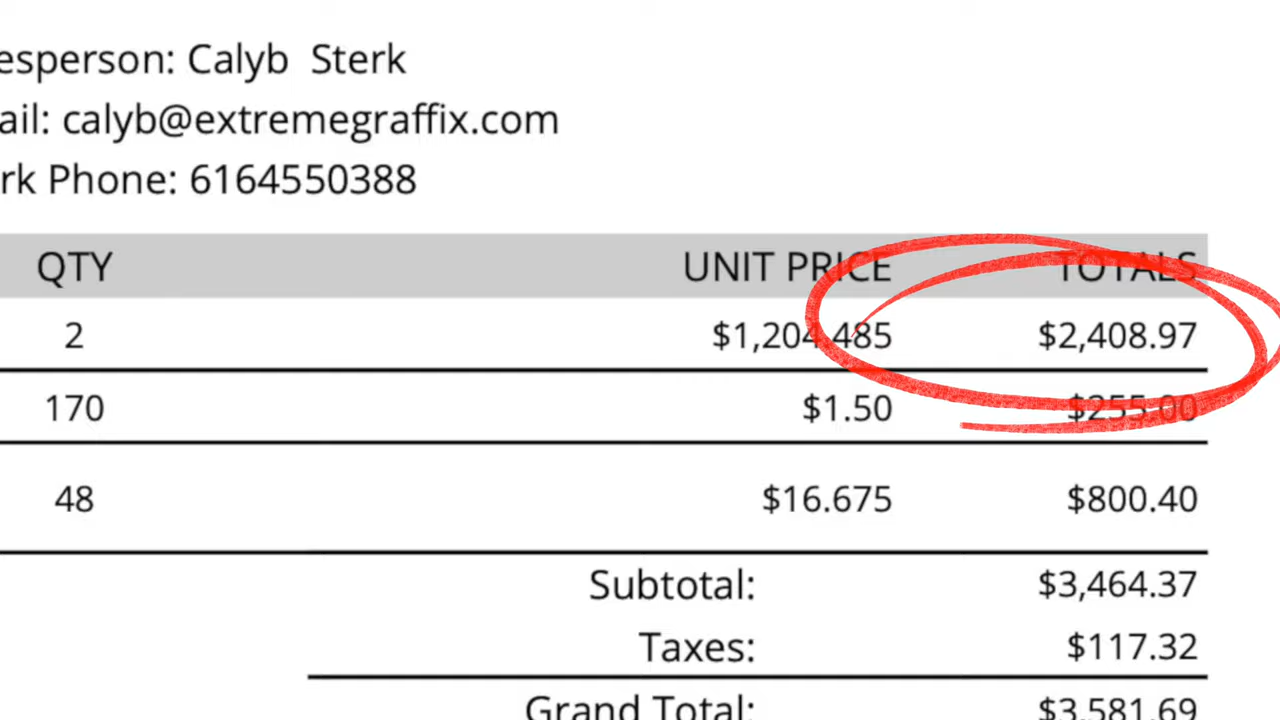 esperson: Calyb Sterk
ail: calyb@extremegraffix.com
rk Phone: 6164550388
QTY UNIT PRICE TOTALS
2 $1,204.485 $2,408.97
170 $1.50 $255.00
48 $16.675 $800.40
Subtotal: $3,464.37
Taxes: $117.32
Grand Total: $3,581.69